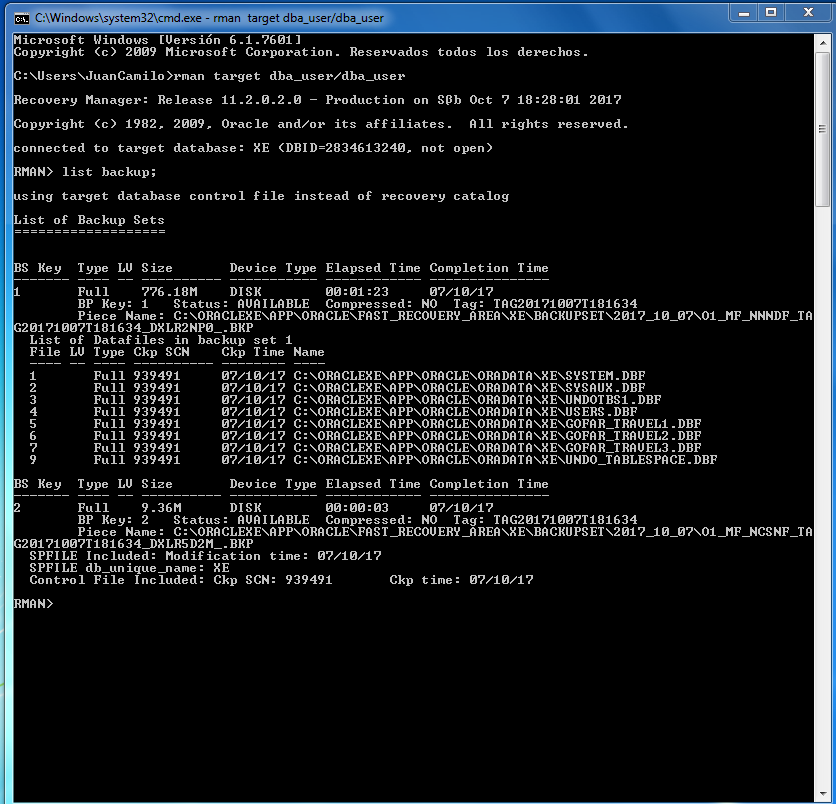 C:\Windows\system32\cmd.exe - rman target dba_user/dba_user
Microsoft Windows [Versión 6.1.7601]
Copyright (c) 2009 Microsoft Corporation. Reservados todos los derechos.
C:\Users\JuanCamilo>rman target dba_user/dba_user
Recovery Manager: Release 11.2.0.2.0 - Production on Sßb Oct 7 18:28:01 2017
Copyright (c) 1982, 2009, Oracle and/or its affiliates.  All rights reserved.
connected to target database: XE (DBID=2834613240, not open)
RMAN> list backup;
using target database control file instead of recovery catalog
List of Backup Sets
===================
BS Key  Type LV Size       Device Type Elapsed Time Completion Time
------- ---- -- ---------- ----------- ------------ ---------------
1       Full    776.18M    DISK        00:01:23     07/10/17
        BP Key: 1   Status: AVAILABLE  Compressed: NO  Tag: TAG20171007T181634
        Piece Name: C:\ORACLEXE\APP\ORACLE\FAST_RECOVERY_AREA\XE\BACKUPSET\2017_10_07\O1_MF_NNNDF_TA
G20171007T181634_DXLR2NP0_.BKP
  List of Datafiles in backup set 1
  File LV Type Ckp SCN    Ckp Time Name
  ---- -- ---- ---------- -------- ----
  1       Full 939491     07/10/17 C:\ORACLEXE\APP\ORACLE\ORADATA\XE\SYSTEM.DBF
  2       Full 939491     07/10/17 C:\ORACLEXE\APP\ORACLE\ORADATA\XE\SYSAUX.DBF
  3       Full 939491     07/10/17 C:\ORACLEXE\APP\ORACLE\ORADATA\XE\UNDOTBS1.DBF
  4       Full 939491     07/10/17 C:\ORACLEXE\APP\ORACLE\ORADATA\XE\USERS.DBF
  5       Full 939491     07/10/17 C:\ORACLEXE\APP\ORACLE\ORADATA\XE\GOFAR_TRAVEL1.DBF
  6       Full 939491     07/10/17 C:\ORACLEXE\APP\ORACLE\ORADATA\XE\GOFAR_TRAVEL2.DBF
  7       Full 939491     07/10/17 C:\ORACLEXE\APP\ORACLE\ORADATA\XE\GOFAR_TRAVEL3.DBF
  9       Full 939491     07/10/17 C:\ORACLEXE\APP\ORACLE\ORADATA\XE\UNDO_TABLESPACE.DBF
BS Key  Type LV Size       Device Type Elapsed Time Completion Time
------- ---- -- ---------- ----------- ------------ ---------------
2       Full    9.36M      DISK        00:00:03     07/10/17
        BP Key: 2   Status: AVAILABLE  Compressed: NO  Tag: TAG20171007T181634
        Piece Name: C:\ORACLEXE\APP\ORACLE\FAST_RECOVERY_AREA\XE\BACKUPSET\2017_10_07\O1_MF_NCSNF_TA
G20171007T181634_DXLR5D2M_.BKP
  SPFILE Included: Modification time: 07/10/17
  SPFILE db_unique_name: XE
  Control File Included: Ckp SCN: 939491       Ckp time: 07/10/17
RMAN>